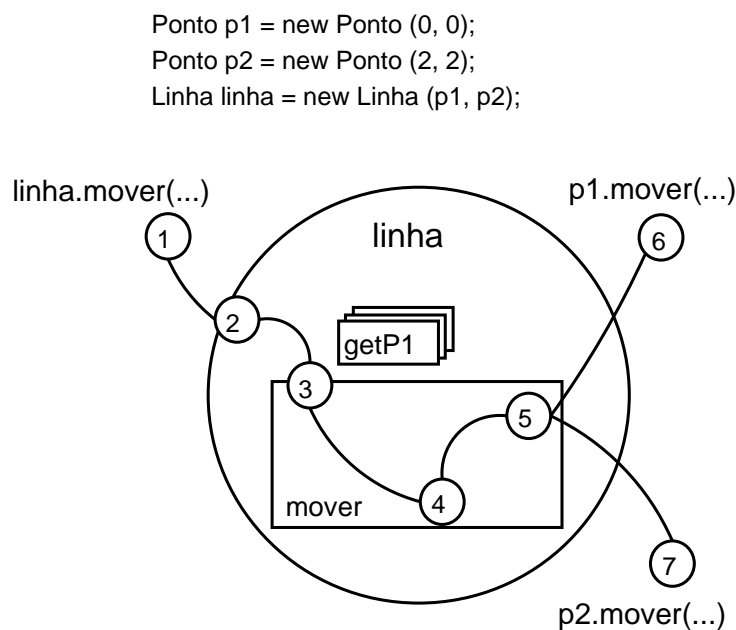 Ponto p1 = new Ponto (0, 0);
Ponto p2 = new Ponto (2, 2);
Linha linha = new Linha (p1, p2);
linha.mover(...)
p1.mover(...)
linha
1
6
2
getP1
3
5
4
mover
7
p2.mover(...)